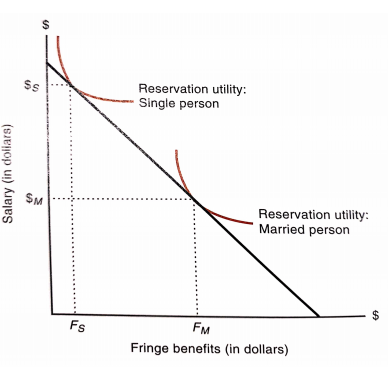 $
$S
Reservation utility:
Single person
Salary (in dollars)
$M
Reservation utility:
Married person
$
FS
FM
Fringe benefits (in dollars)